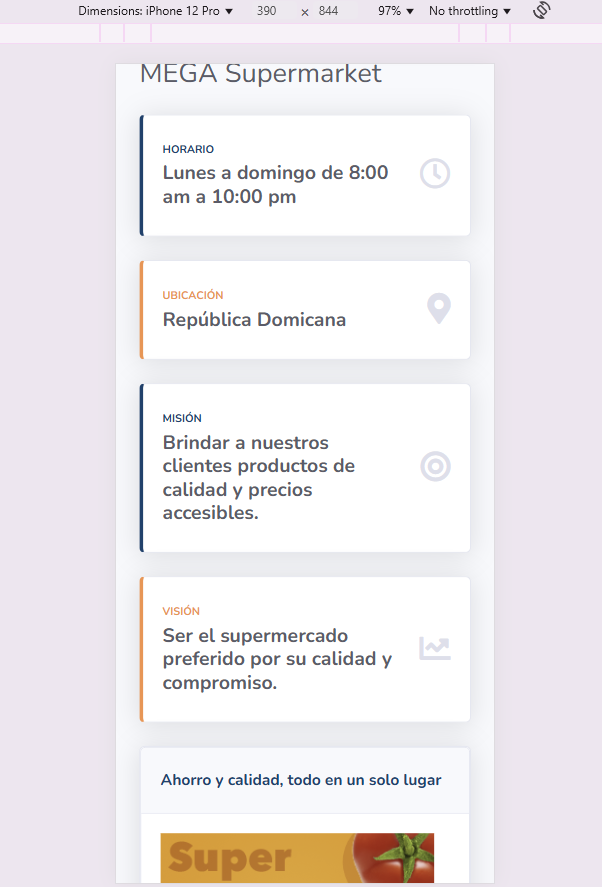 Dimensions: iPhone 12 Pro 390 x 844 97% No throttling
MEGA Supermarket
HORARIO
Lunes a domingo de 8:00
am a 10:00 pm
UBICACIÓN
República Domicana
MISIÓN
Brindar a nuestros
clientes productos de
calidad y precios
accesibles.
VISIÓN
Ser el supermercado
preferido por su calidad y
compromiso.
Ahorro y calidad, todo en un solo lugar
Super